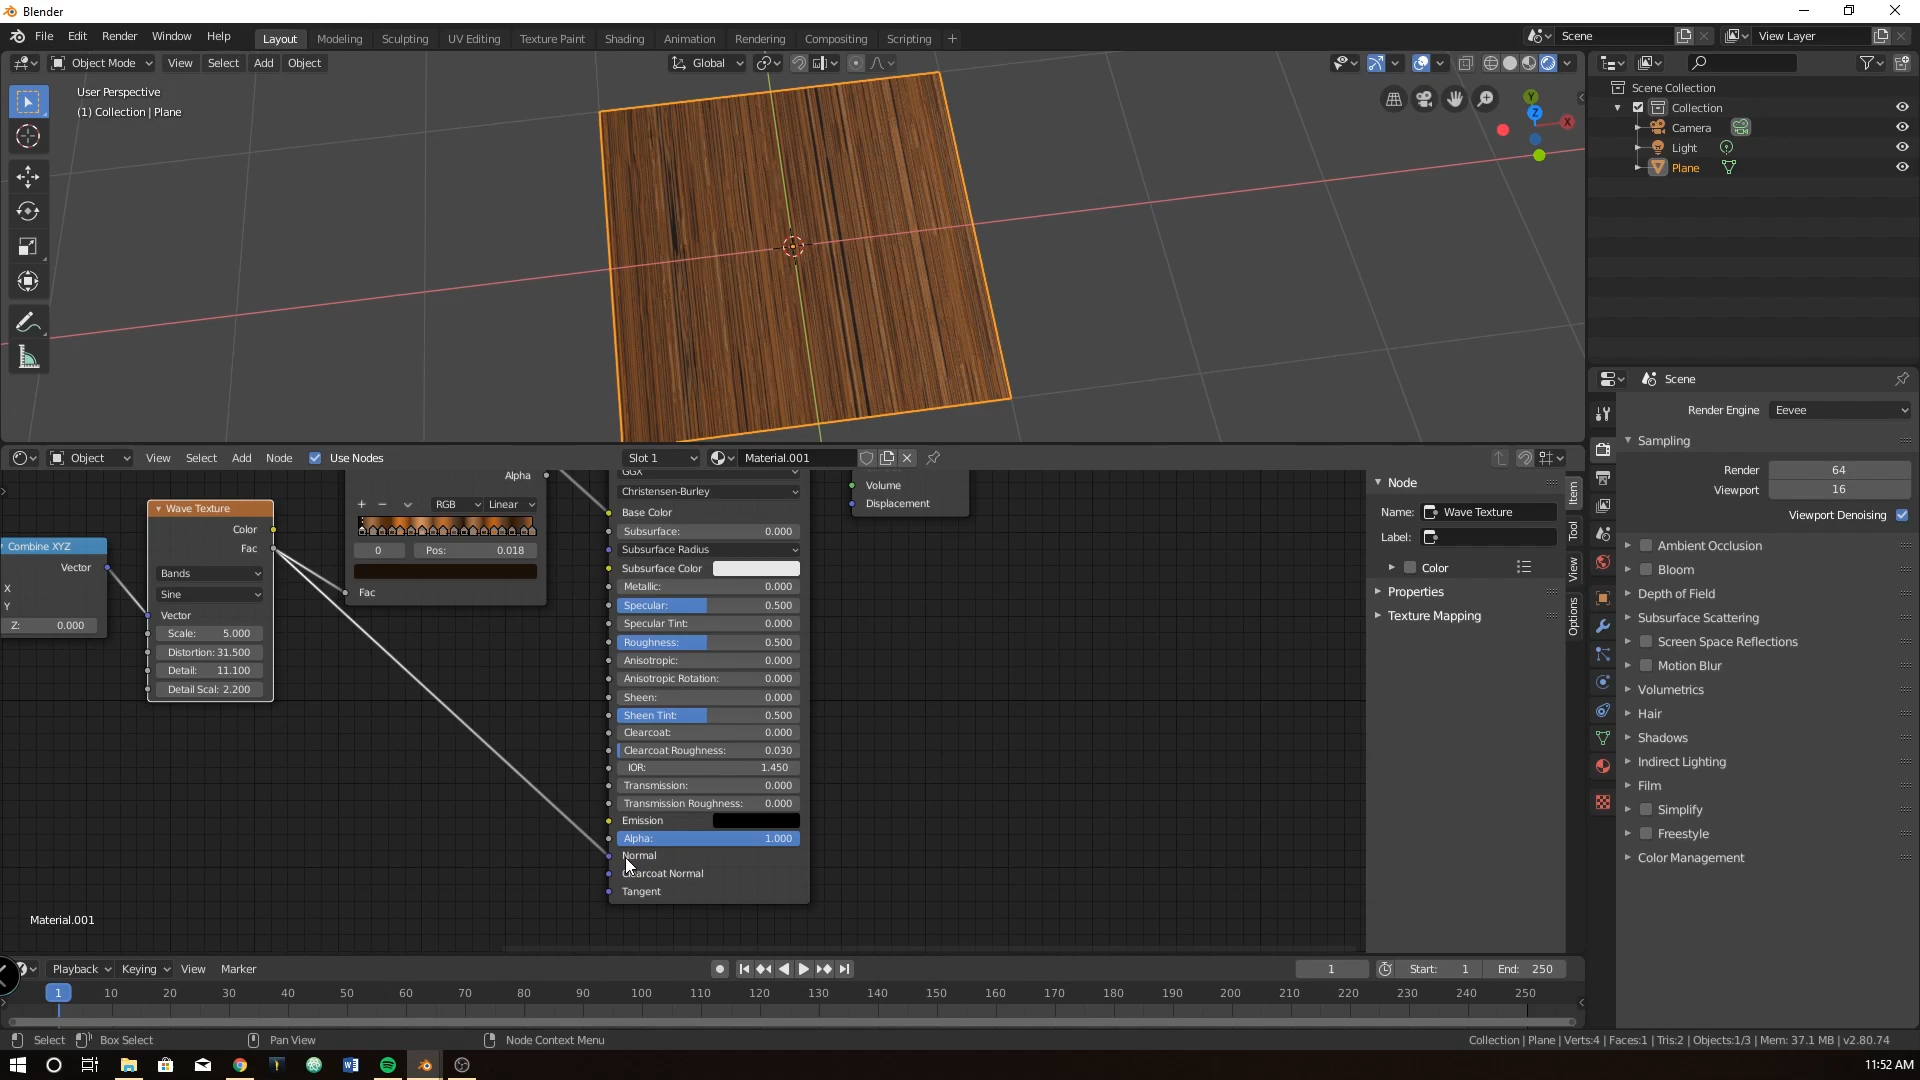 Blender
File Edit Render Window Help Layout Modeling Sculpting UV Editing Texture Paint Shading Animation Rendering Compositing Scripting + Scene View Layer
Object Mode View Select Add Object Global
User Perspective
(1) Collection | Plane
Y
Z
X
Scene Collection
Collection
Camera
Light
Plane
Scene
Render Engine Eevee
Sampling
Render 64
Viewport 16
Viewport Denoising
Ambient Occlusion
Bloom
Depth of Field
Subsurface Scattering
Screen Space Reflections
Motion Blur
Volumetrics
Hair
Shadows
Indirect Lighting
Film
Simplify
Freestyle
Color Management
Object View Select Add Node Use Nodes Slot 1 Material.001
Combine XYZ
Vector
X
Y
Z: 0.000
Wave Texture
Color
Fac
Bands
Sine
Vector
Scale: 5.000
Distortion: 31.500
Detail: 11.100
Detail Scal: 2.200
Alpha
RGB Linear
0 Pos: 0.018
Fac
GGX
Christensen-Burley
Base Color
Subsurface: 0.000
Subsurface Radius
Subsurface Color
Metallic: 0.000
Specular: 0.500
Specular Tint: 0.000
Roughness: 0.500
Anisotropic: 0.000
Anisotropic Rotation: 0.000
Sheen: 0.000
Sheen Tint: 0.500
Clearcoat: 0.000
Clearcoat Roughness: 0.030
IOR: 1.450
Transmission: 0.000
Transmission Roughness: 0.000
Emission
Alpha: 1.000
Normal
Clearcoat Normal
Tangent
Volume
Displacement
Node
Name: Wave Texture
Label:
Color
Properties
Texture Mapping
Item
Tool
View
Options
Material.001
Playback Keying View Marker 1 Start: 1 End: 250
1 10 20 30 40 50 60 70 80 90 100 110 120 130 140 150 160 170 180 190 200 210 220 230 240 250
Select Box Select Pan View Node Context Menu Collection | Plane | Verts:4 | Faces:1 | Tris:2 | Objects:1/3 | Mem: 37.1 MB | v2.80.74
11:52 AM